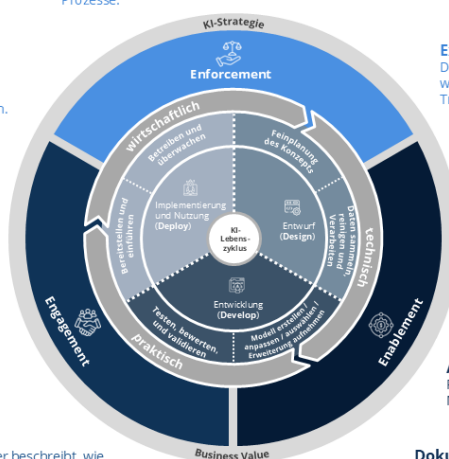 Prozesse.
KI-Strategie
Enforcement
wirtschaftlich
Betreiben und
überwachen
Feinplanung
des Konzepts
Implementierung
und Nutzung
(Deploy)
KI-
Lebens-
zyklus
Entwurf
(Design)
Daten sammeln,
reinigen und
Verarbeiten
technisch
Bereitstellen und
einführen
Entwicklung
(Develop)
Testen, bewerten,
und validieren
Modell erstellen /
anpassen / auswählen /
Erweiterung aufnehmen
praktisch
Engagement
Enablement
Business Value
er beschreibt, wie
Doku